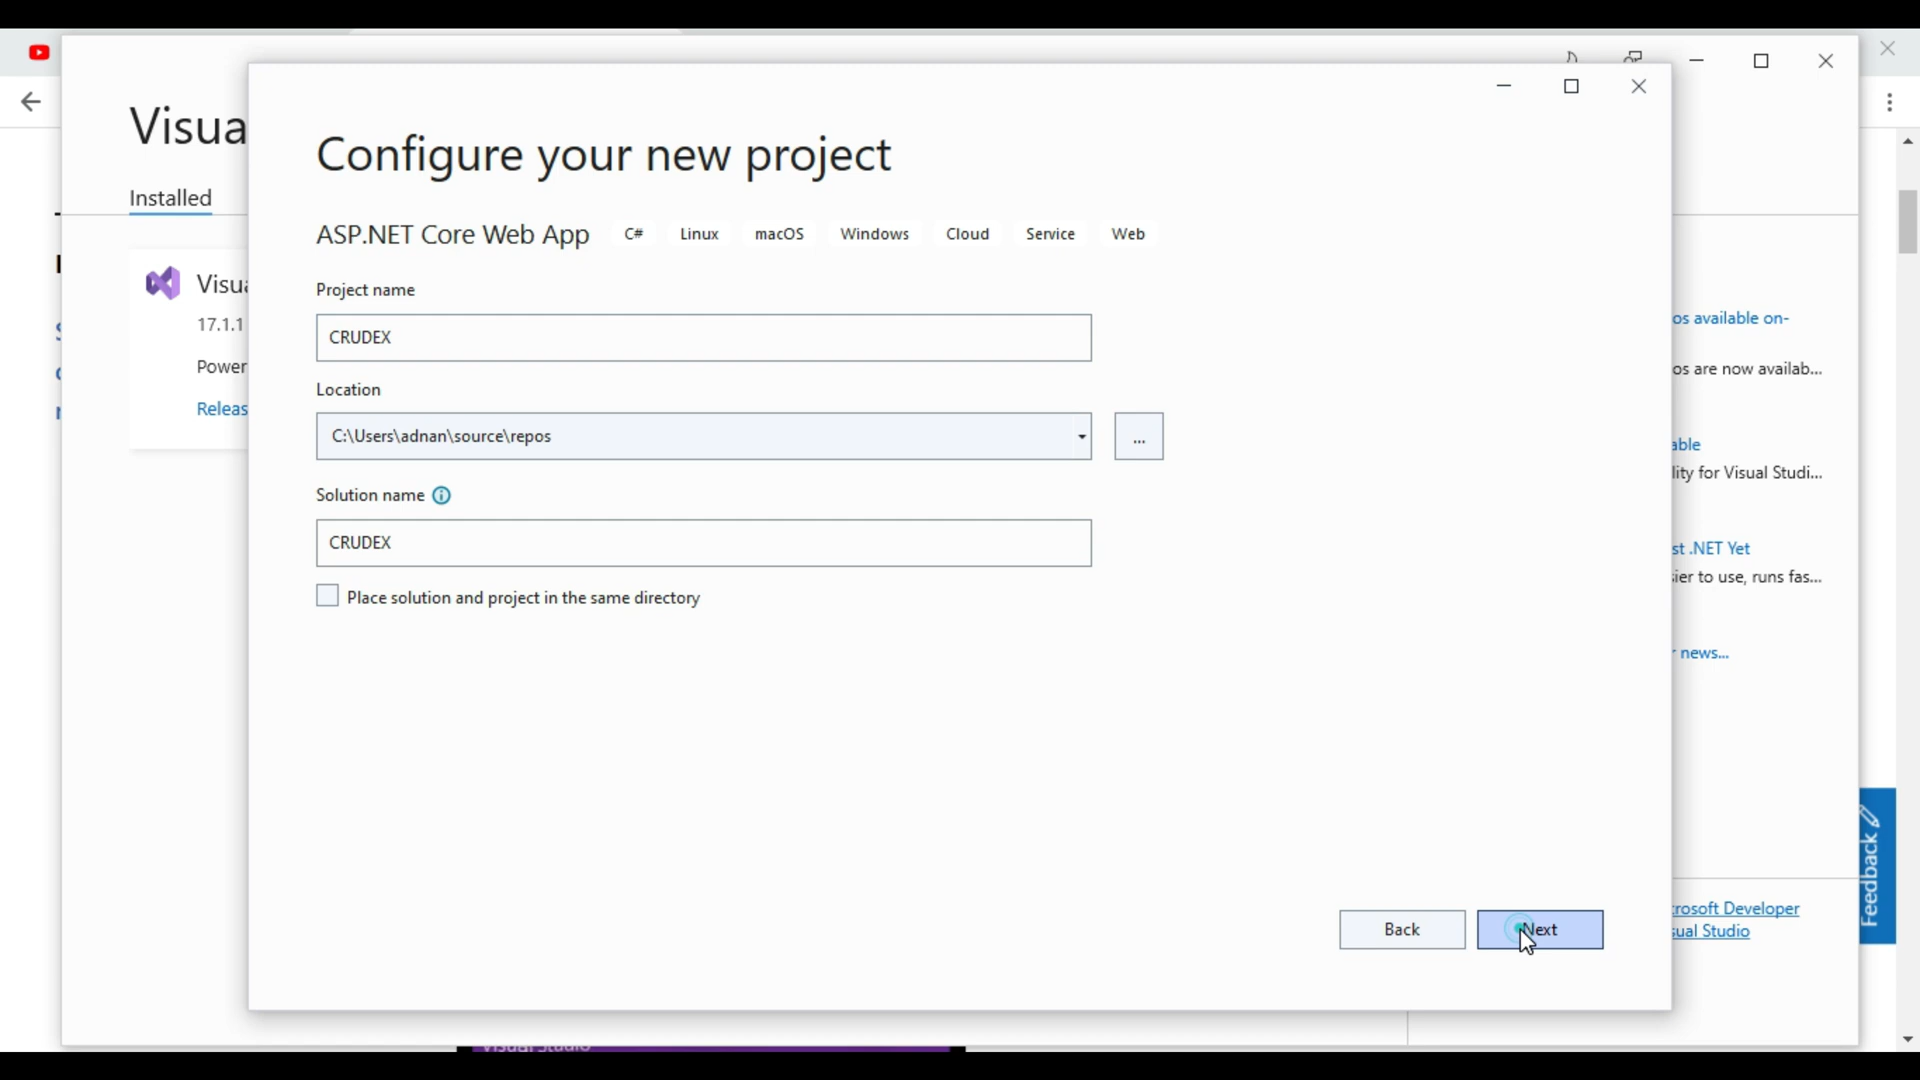 Visua
Installed
Visua
17.1.1
Power
Releas
Configure your new project
ASP.NET Core Web App C# Linux macOS Windows Cloud Service Web
Project name
CRUDEX
Location
C:\Users\adnan\source\repos
...
Solution name
CRUDEX
Place solution and project in the same directory
Back
Next
os available on-
os are now availab...
able
lity for Visual Studi...
st .NET Yet
ier to use, runs fas...
news...
rosoft Developer
sual Studio
Feedback